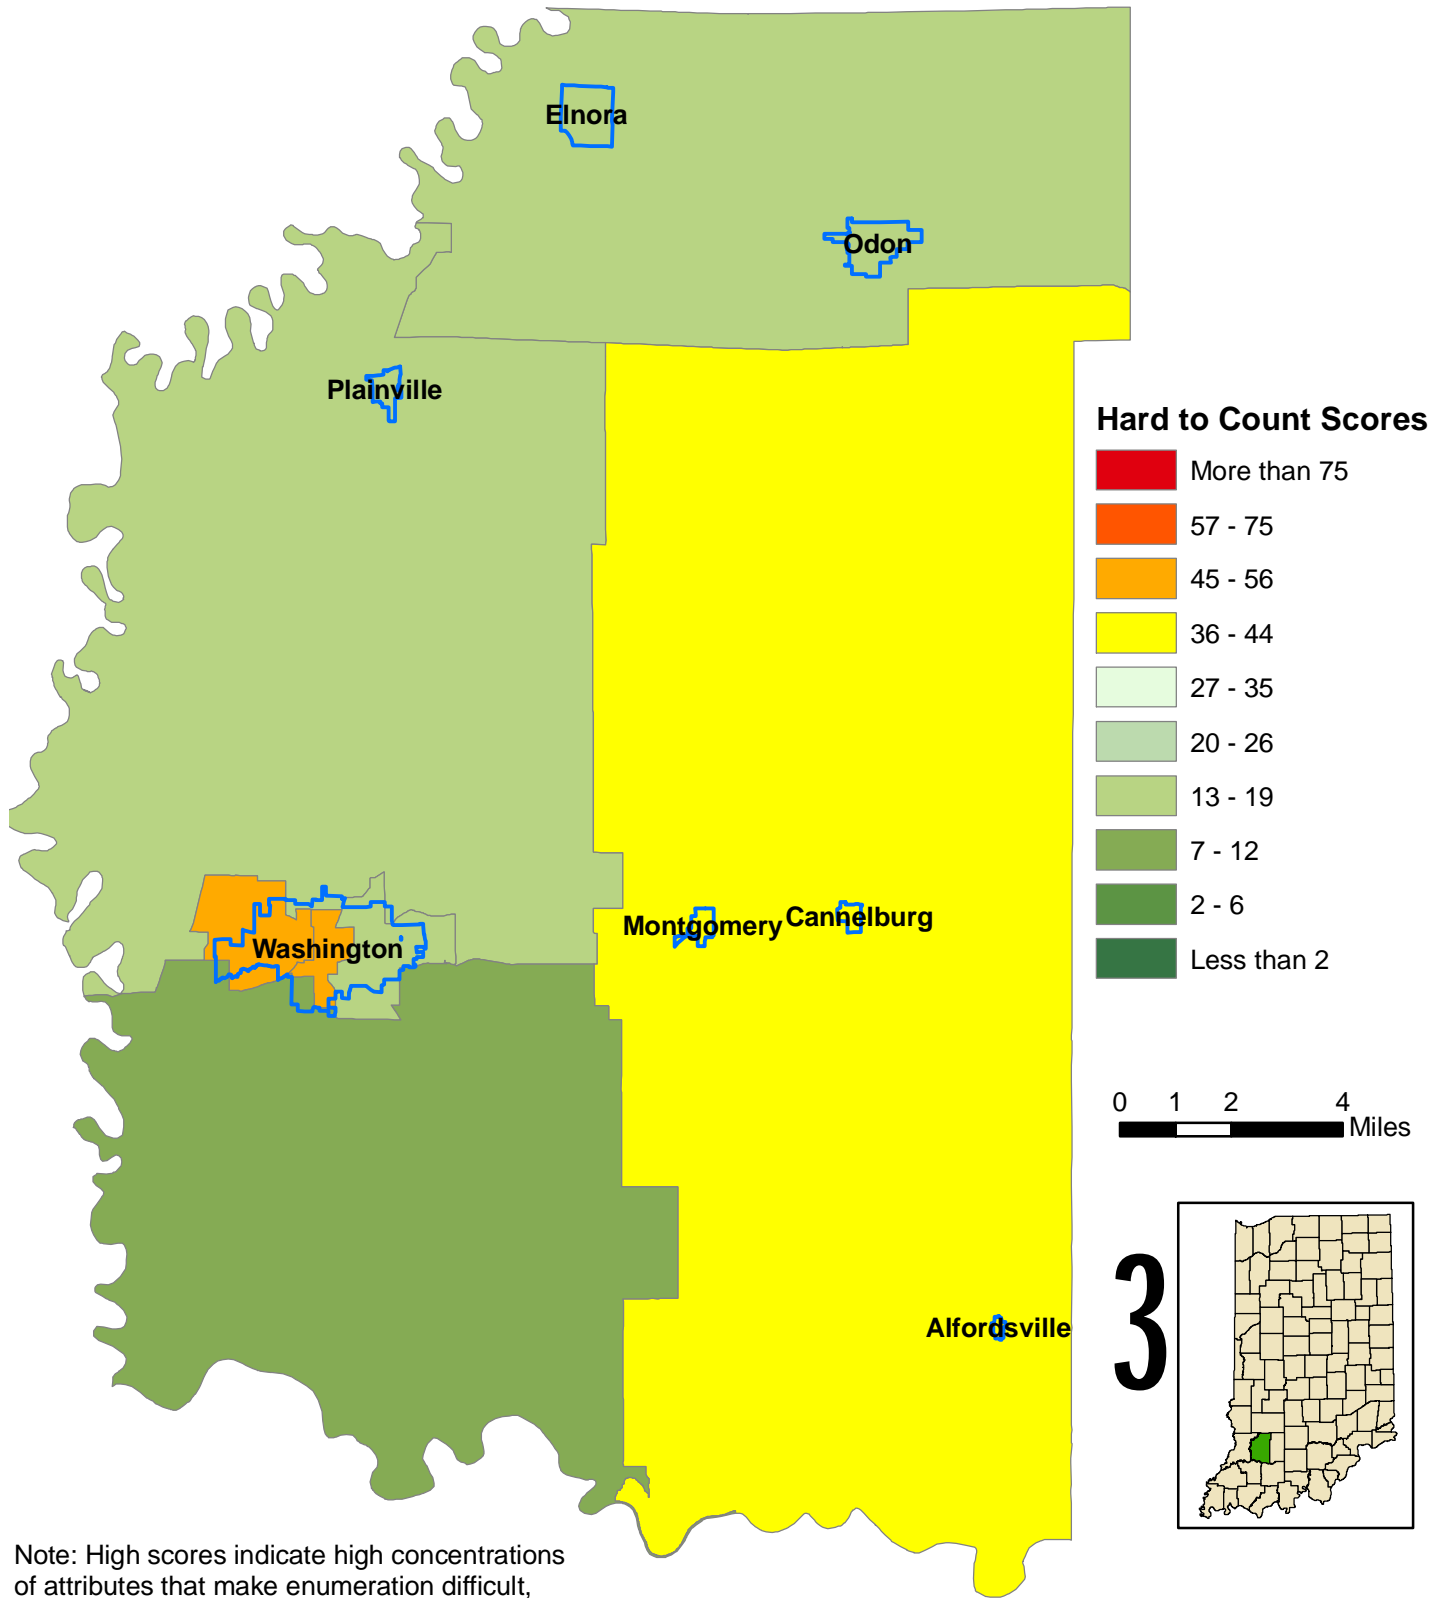 Elnora
Odon
Plainville
Hard to Count Scores
More than 75
57 - 75
45 - 56
36 - 44
27 - 35
20 - 26
13 - 19
7 - 12
2 - 6
Less than 2
Montgomery
Cannelburg
Washington
0 1 2 4
Miles
3
Alfordsville
Note: High scores indicate high concentrations
of attributes that make enumeration difficult,